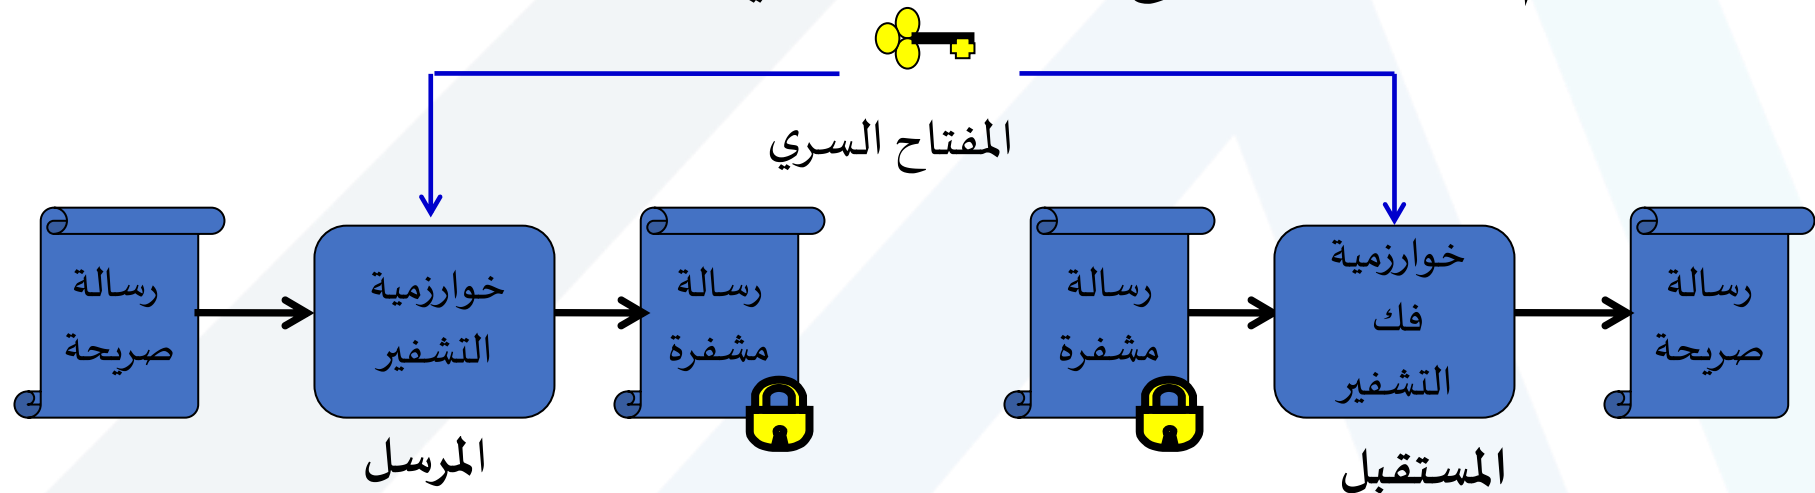 المفتاح السري
رسالة
صريحة
خوارزمية
التشفير
رسالة
مشفرة
رسالة
مشفرة
خوارزمية
فك
التشفير
رسالة
صريحة
المرسل
المستقبل